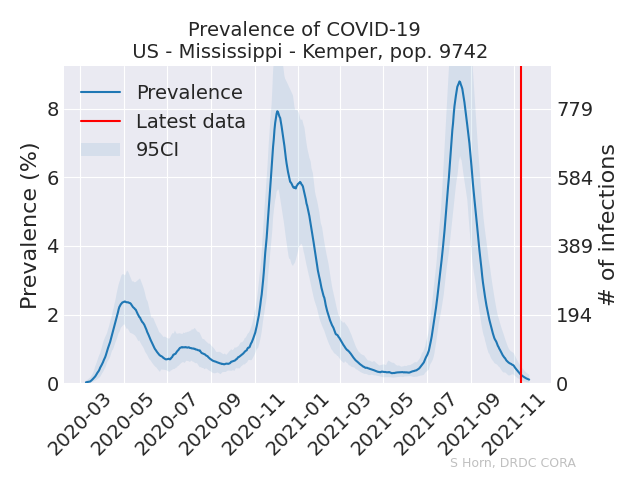 Prevalence of COVID-19
US - Mississippi - Kemper, pop. 9742
Prevalence
Latest data
95CI
Prevalence (%)
8
6
4
2
0
779
584
389
194
0
# of infections
2020-03
2020-05
2020-07
2020-09
2020-11
2021-01
2021-03
2021-05
2021-07
2021-09
2021-11
S Horn, DRDC CORA